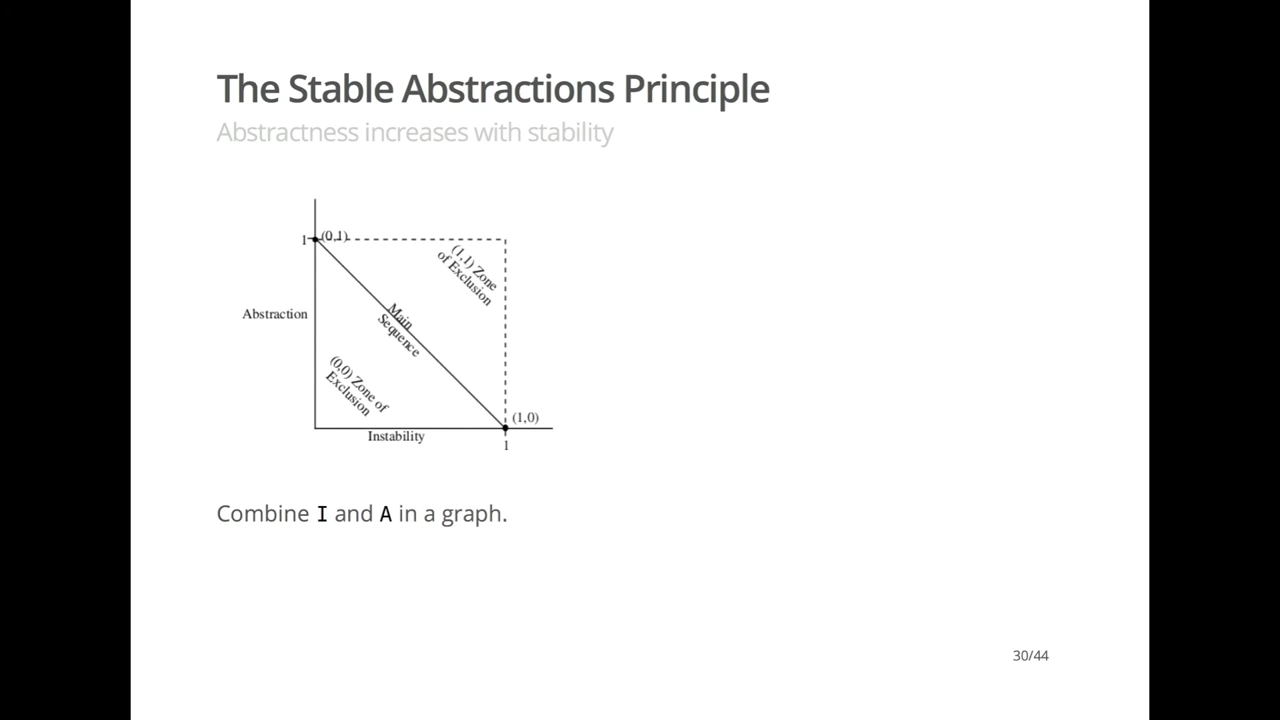 The Stable Abstractions Principle
Abstractness increases with stability
1
(0,1)
(1,1) Zone
of Exclusion
Abstraction
Main
Sequence
(0,0) Zone of
Exclusion
(1,0)
Instability
1
Combine I and A in a graph.
30/44